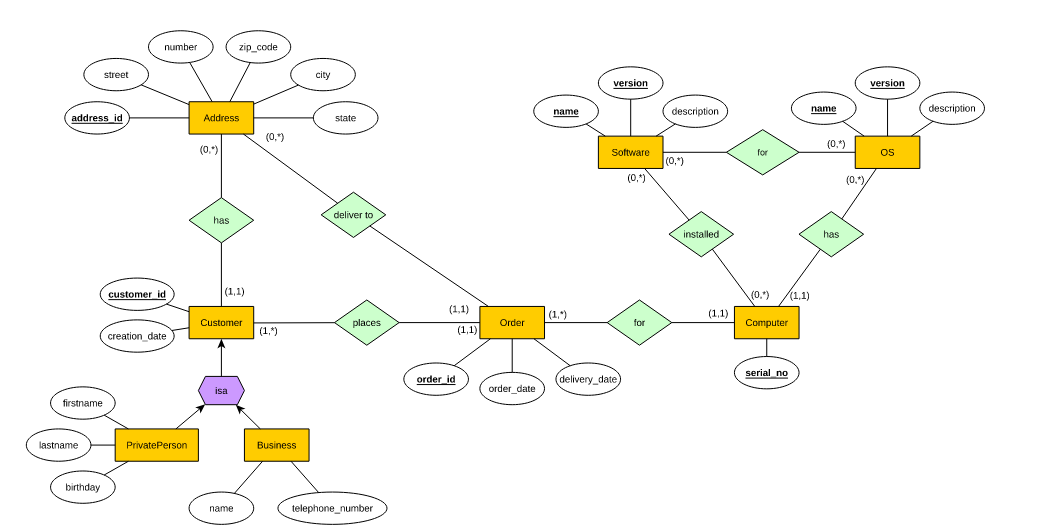 number
zip_code
street
city
address_id
Address
state
(0,*)
(0,*)
has
deliver to
(1,1)
customer_id
Customer
creation_date
(1,*)
places
(1,1)
(1,1)
Order
(1,*)
for
(1,1)
Computer
order_id
order_date
delivery_date
serial_no
isa
firstname
lastname
PrivatePerson
Business
birthday
name
telephone_number
version
name
description
Software
(0,*)
(0,*)
for
version
name
description
OS
(0,*)
(0,*)
installed
has
(0,*)
(1,1)